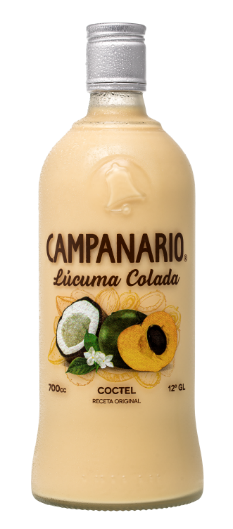 CAMPANARIO®
Lúcuma Colada
700cc
12° GL
COCTEL
RECETA ORIGINAL